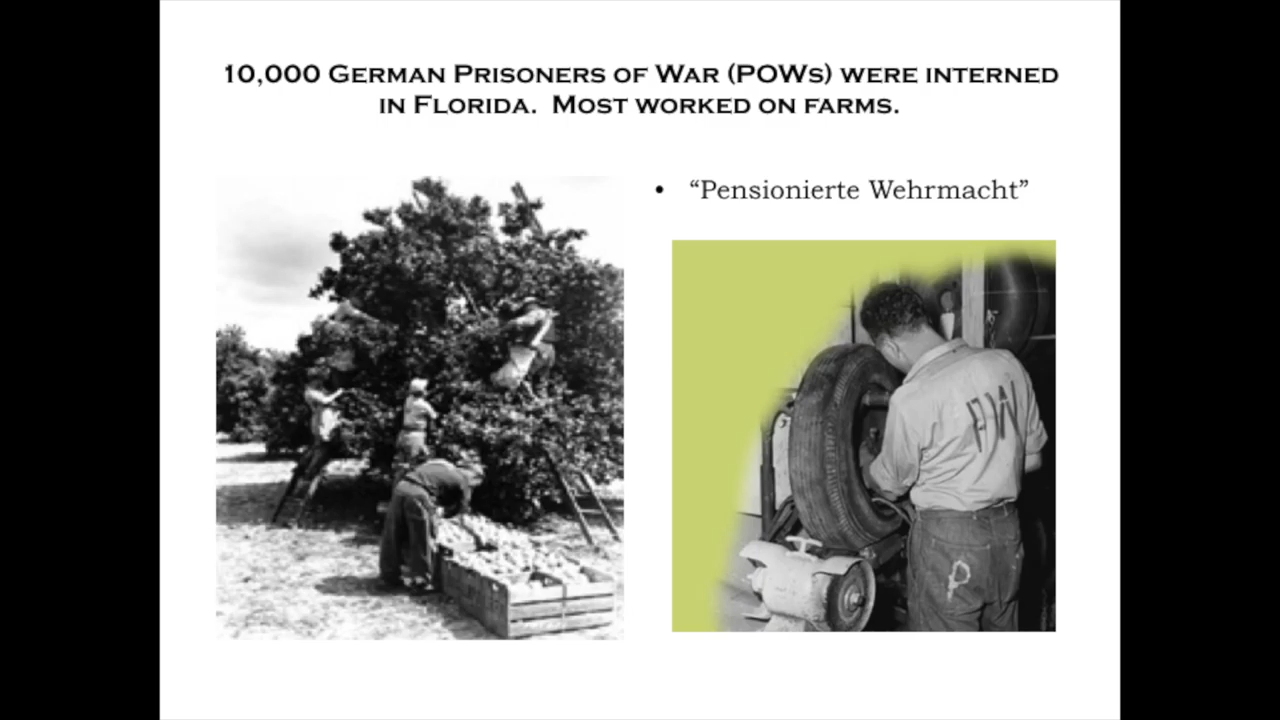 10,000 German Prisoners of War (POWs) were interned
in Florida.  Most worked on farms.
• “Pensionierte Wehrmacht”
PW
P